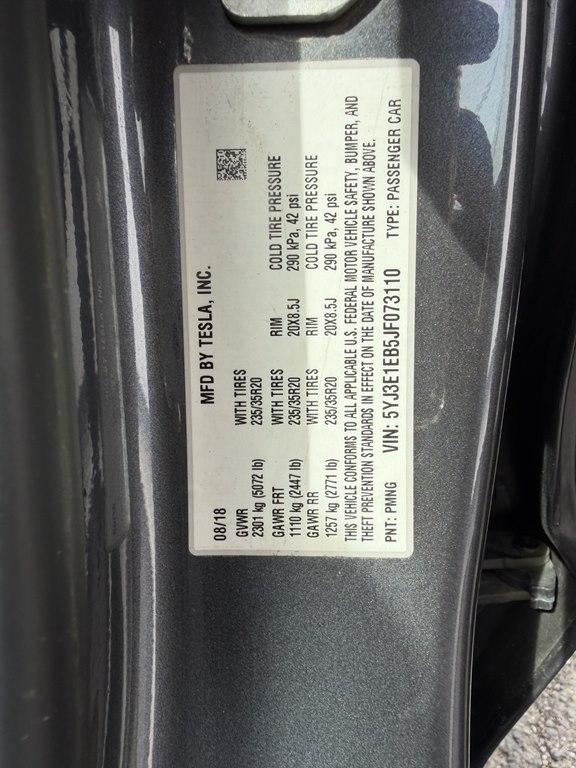 MFD BY TESLA, INC.
08/18
GVWR WITH TIRES RIM COLD TIRE PRESSURE
2301 kg (5072 lb) 235/35R20
GAWR FRT WITH TIRES RIM COLD TIRE PRESSURE
1110 kg (2447 lb) 235/35R20 20X8.5J 290 kPa, 42 psi
GAWR RR WITH TIRES RIM COLD TIRE PRESSURE
1257 kg (2771 lb) 235/35R20 20X8.5J 290 kPa, 42 psi
THIS VEHICLE CONFORMS TO ALL APPLICABLE U.S. FEDERAL MOTOR VEHICLE SAFETY, BUMPER, AND
THEFT PREVENTION STANDARDS IN EFFECT ON THE DATE OF MANUFACTURE SHOWN ABOVE.
PNT: PMNG VIN: 5YJ3E1EB5JF073110 TYPE: PASSENGER CAR